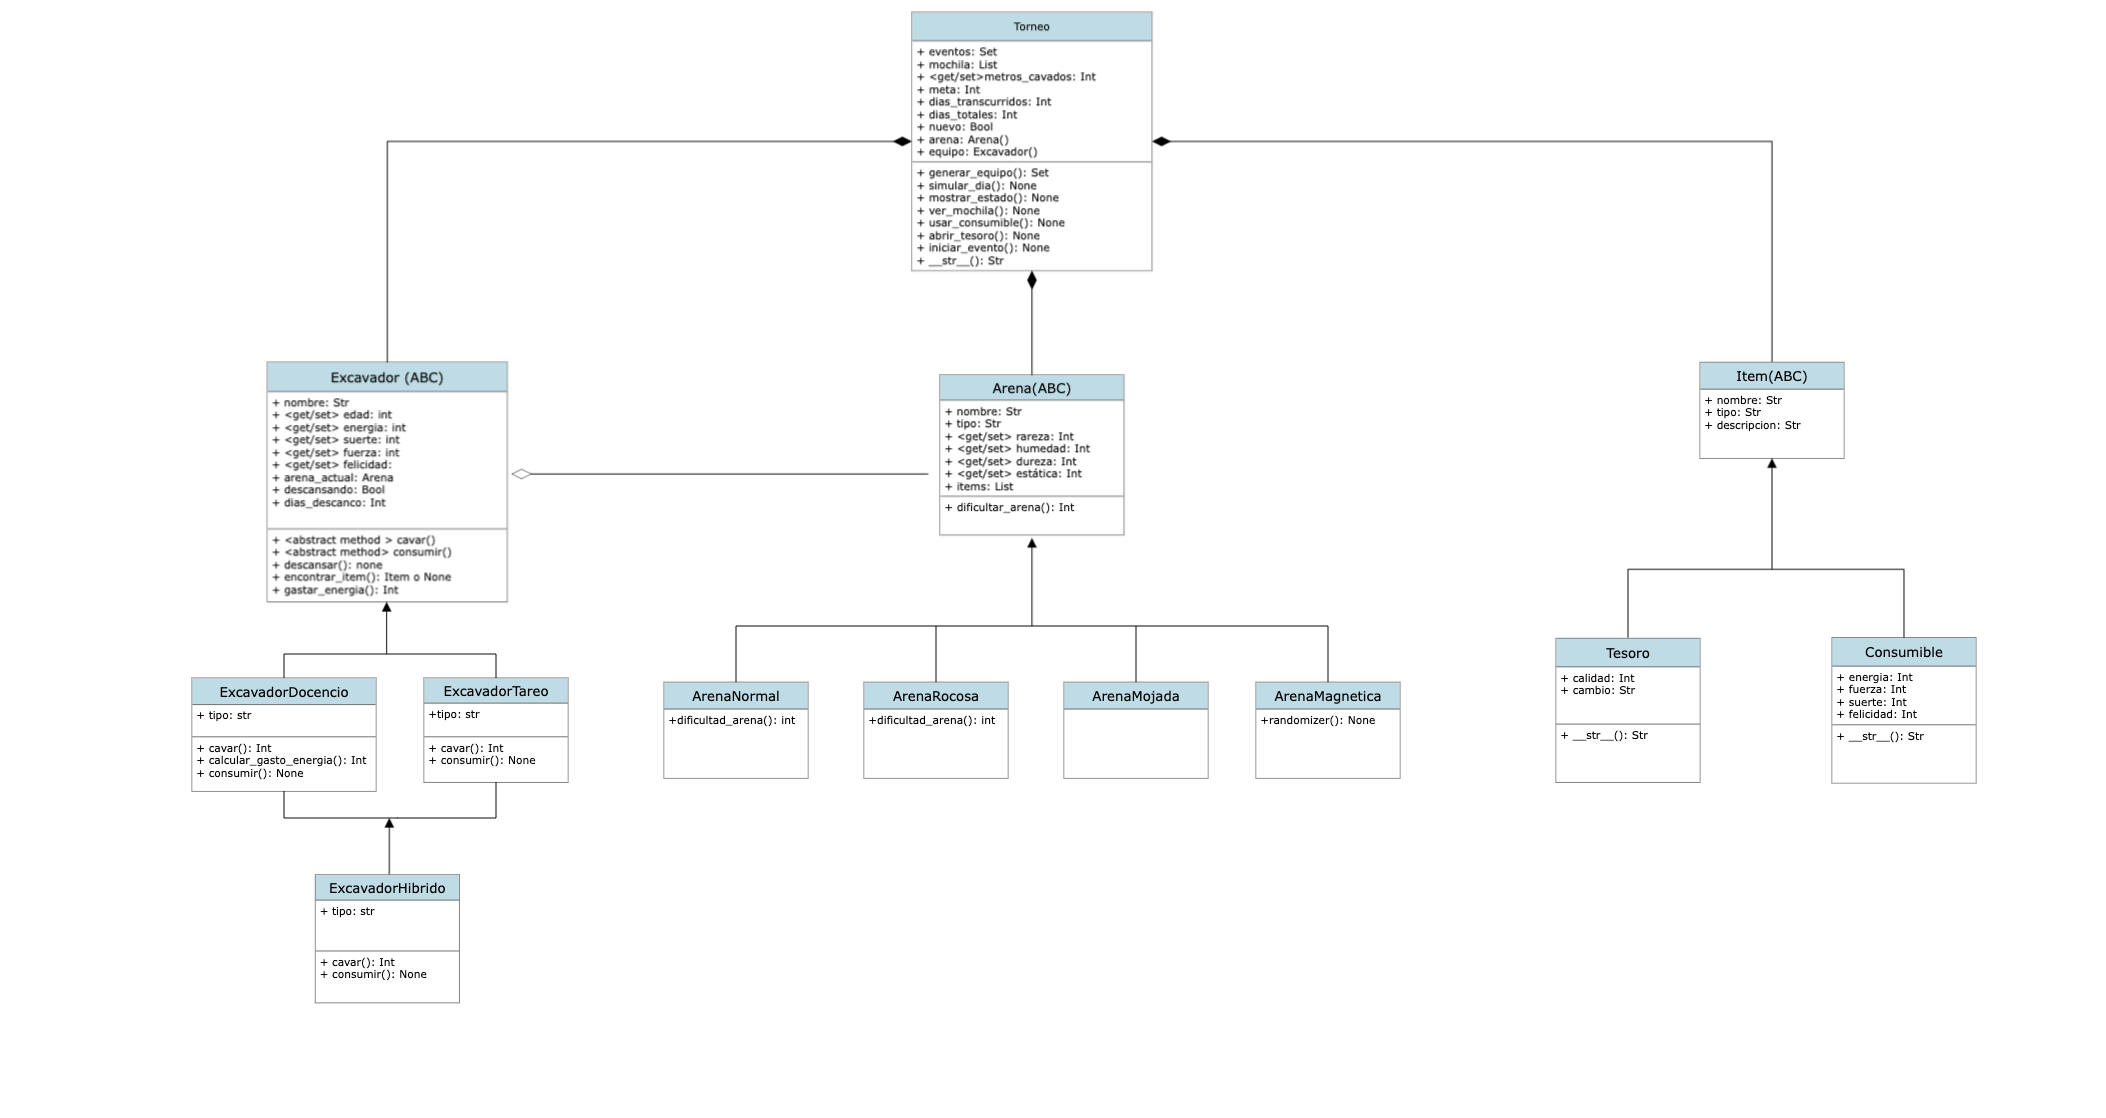 Torneo
+ eventos: Set
+ mochila: List
+ <get/set>metros_cavados: Int
+ meta: Int
+ dias_transcurridos: Int
+ dias_totales: Int
+ nuevo: Bool
+ arena: Arena()
+ equipo: Excavador()
+ generar_equipo(): Set
+ simular_dia(): None
+ mostrar_estado(): None
+ ver_mochila(): None
+ usar_consumible(): None
+ abrir_tesoro(): None
+ iniciar_evento(): None
+ __str__(): Str
Excavador (ABC)
+ nombre: Str
+ <get/set> edad: int
+ <get/set> energia: int
+ <get/set> suerte: int
+ <get/set> fuerza: int
+ <get/set> felicidad:
+ arena_actual: Arena
+ descansando: Bool
+ dias_descanco: Int
+ <abstract method > cavar()
+ <abstract method> consumir()
+ descansar(): none
+ encontrar_item(): Item o None
+ gastar_energia(): Int
Arena(ABC)
+ nombre: Str
+ tipo: Str
+ <get/set> rareza: Int
+ <get/set> humedad: Int
+ <get/set> dureza: Int
+ <get/set> estática: Int
+ items: List
+ dificultar_arena(): Int
Item(ABC)
+ nombre: Str
+ tipo: Str
+ descripcion: Str
ExcavadorDocencio
+ tipo: str
+ cavar(): Int
+ calcular_gasto_energia(): Int
+ consumir(): None
ExcavadorTareo
+tipo: str
+ cavar(): Int
+ consumir(): None
ArenaNormal
+dificultad_arena(): int
ArenaRocosa
+dificultad_arena(): int
ArenaMojada
ArenaMagnetica
+randomizer(): None
Tesoro
+ calidad: Int
+ cambio: Str
+ __str__(): Str
Consumible
+ energia: Int
+ fuerza: Int
+ suerte: Int
+ felicidad: Int
+ __str__(): Str
ExcavadorHibrido
+ tipo: str
+ cavar(): Int
+ consumir(): None